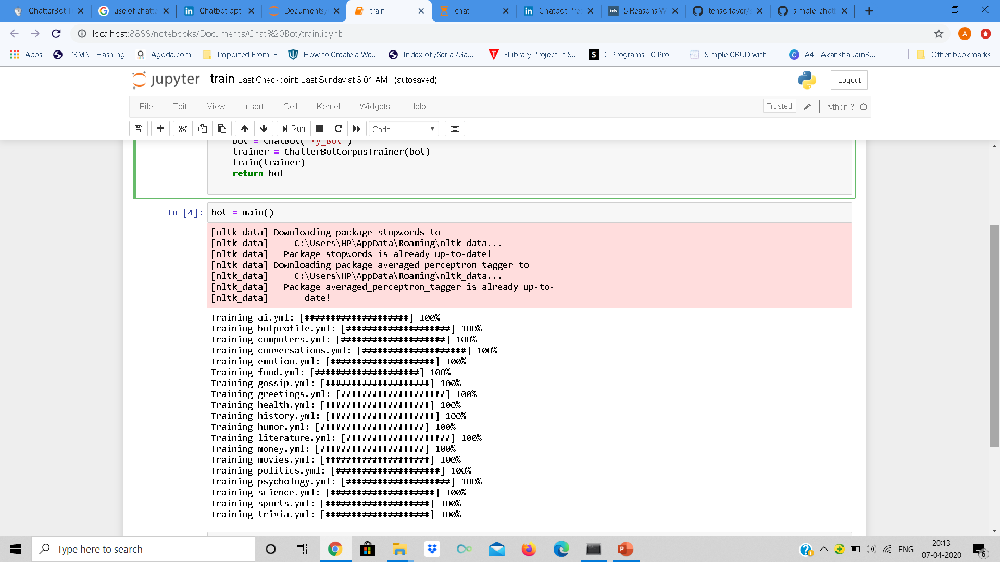 ChatterBot T
use of chatte
Chatbot ppt
Documents/
train
chat
Chatbot Pre
tds 5 Reasons W
tensorlayer/
simple-chat
localhost:8888/notebooks/Documents/Chat%20Bot/train.ipynb
A
Apps
DBMS - Hashing
Agoda.com
Imported From IE
How to Create a We...
Index of /Serial/Ga...
ELibrary Project in S...
S C Programs | C Pro...
Simple CRUD with...
C A4 - Akansha JainR...
Other bookmarks
jupyter train Last Checkpoint: Last Sunday at 3:01 AM (autosaved)
Logout
File Edit View Insert Cell Kernel Widgets Help
Trusted
Python 3
Run
Code
bot = ChatBot('My_Bot')
trainer = ChatterBotCorpusTrainer(bot)
train(trainer)
return bot
In [4]: bot = main()
[nltk_data] Downloading package stopwords to
[nltk_data]     C:\Users\HP\AppData\Roaming\nltk_data...
[nltk_data]   Package stopwords is already up-to-date!
[nltk_data] Downloading package averaged_perceptron_tagger to
[nltk_data]     C:\Users\HP\AppData\Roaming\nltk_data...
[nltk_data]   Package averaged_perceptron_tagger is already up-to-
[nltk_data]       date!
Training ai.yml: [####################] 100%
Training botprofile.yml: [####################] 100%
Training computers.yml: [####################] 100%
Training conversations.yml: [####################] 100%
Training emotion.yml: [####################] 100%
Training food.yml: [####################] 100%
Training gossip.yml: [####################] 100%
Training greetings.yml: [####################] 100%
Training health.yml: [####################] 100%
Training history.yml: [####################] 100%
Training humor.yml: [####################] 100%
Training literature.yml: [####################] 100%
Training money.yml: [####################] 100%
Training movies.yml: [####################] 100%
Training politics.yml: [####################] 100%
Training psychology.yml: [####################] 100%
Training science.yml: [####################] 100%
Training sports.yml: [####################] 100%
Training trivia.yml: [####################] 100%
Type here to search
ENG
20:13
07-04-2020
6